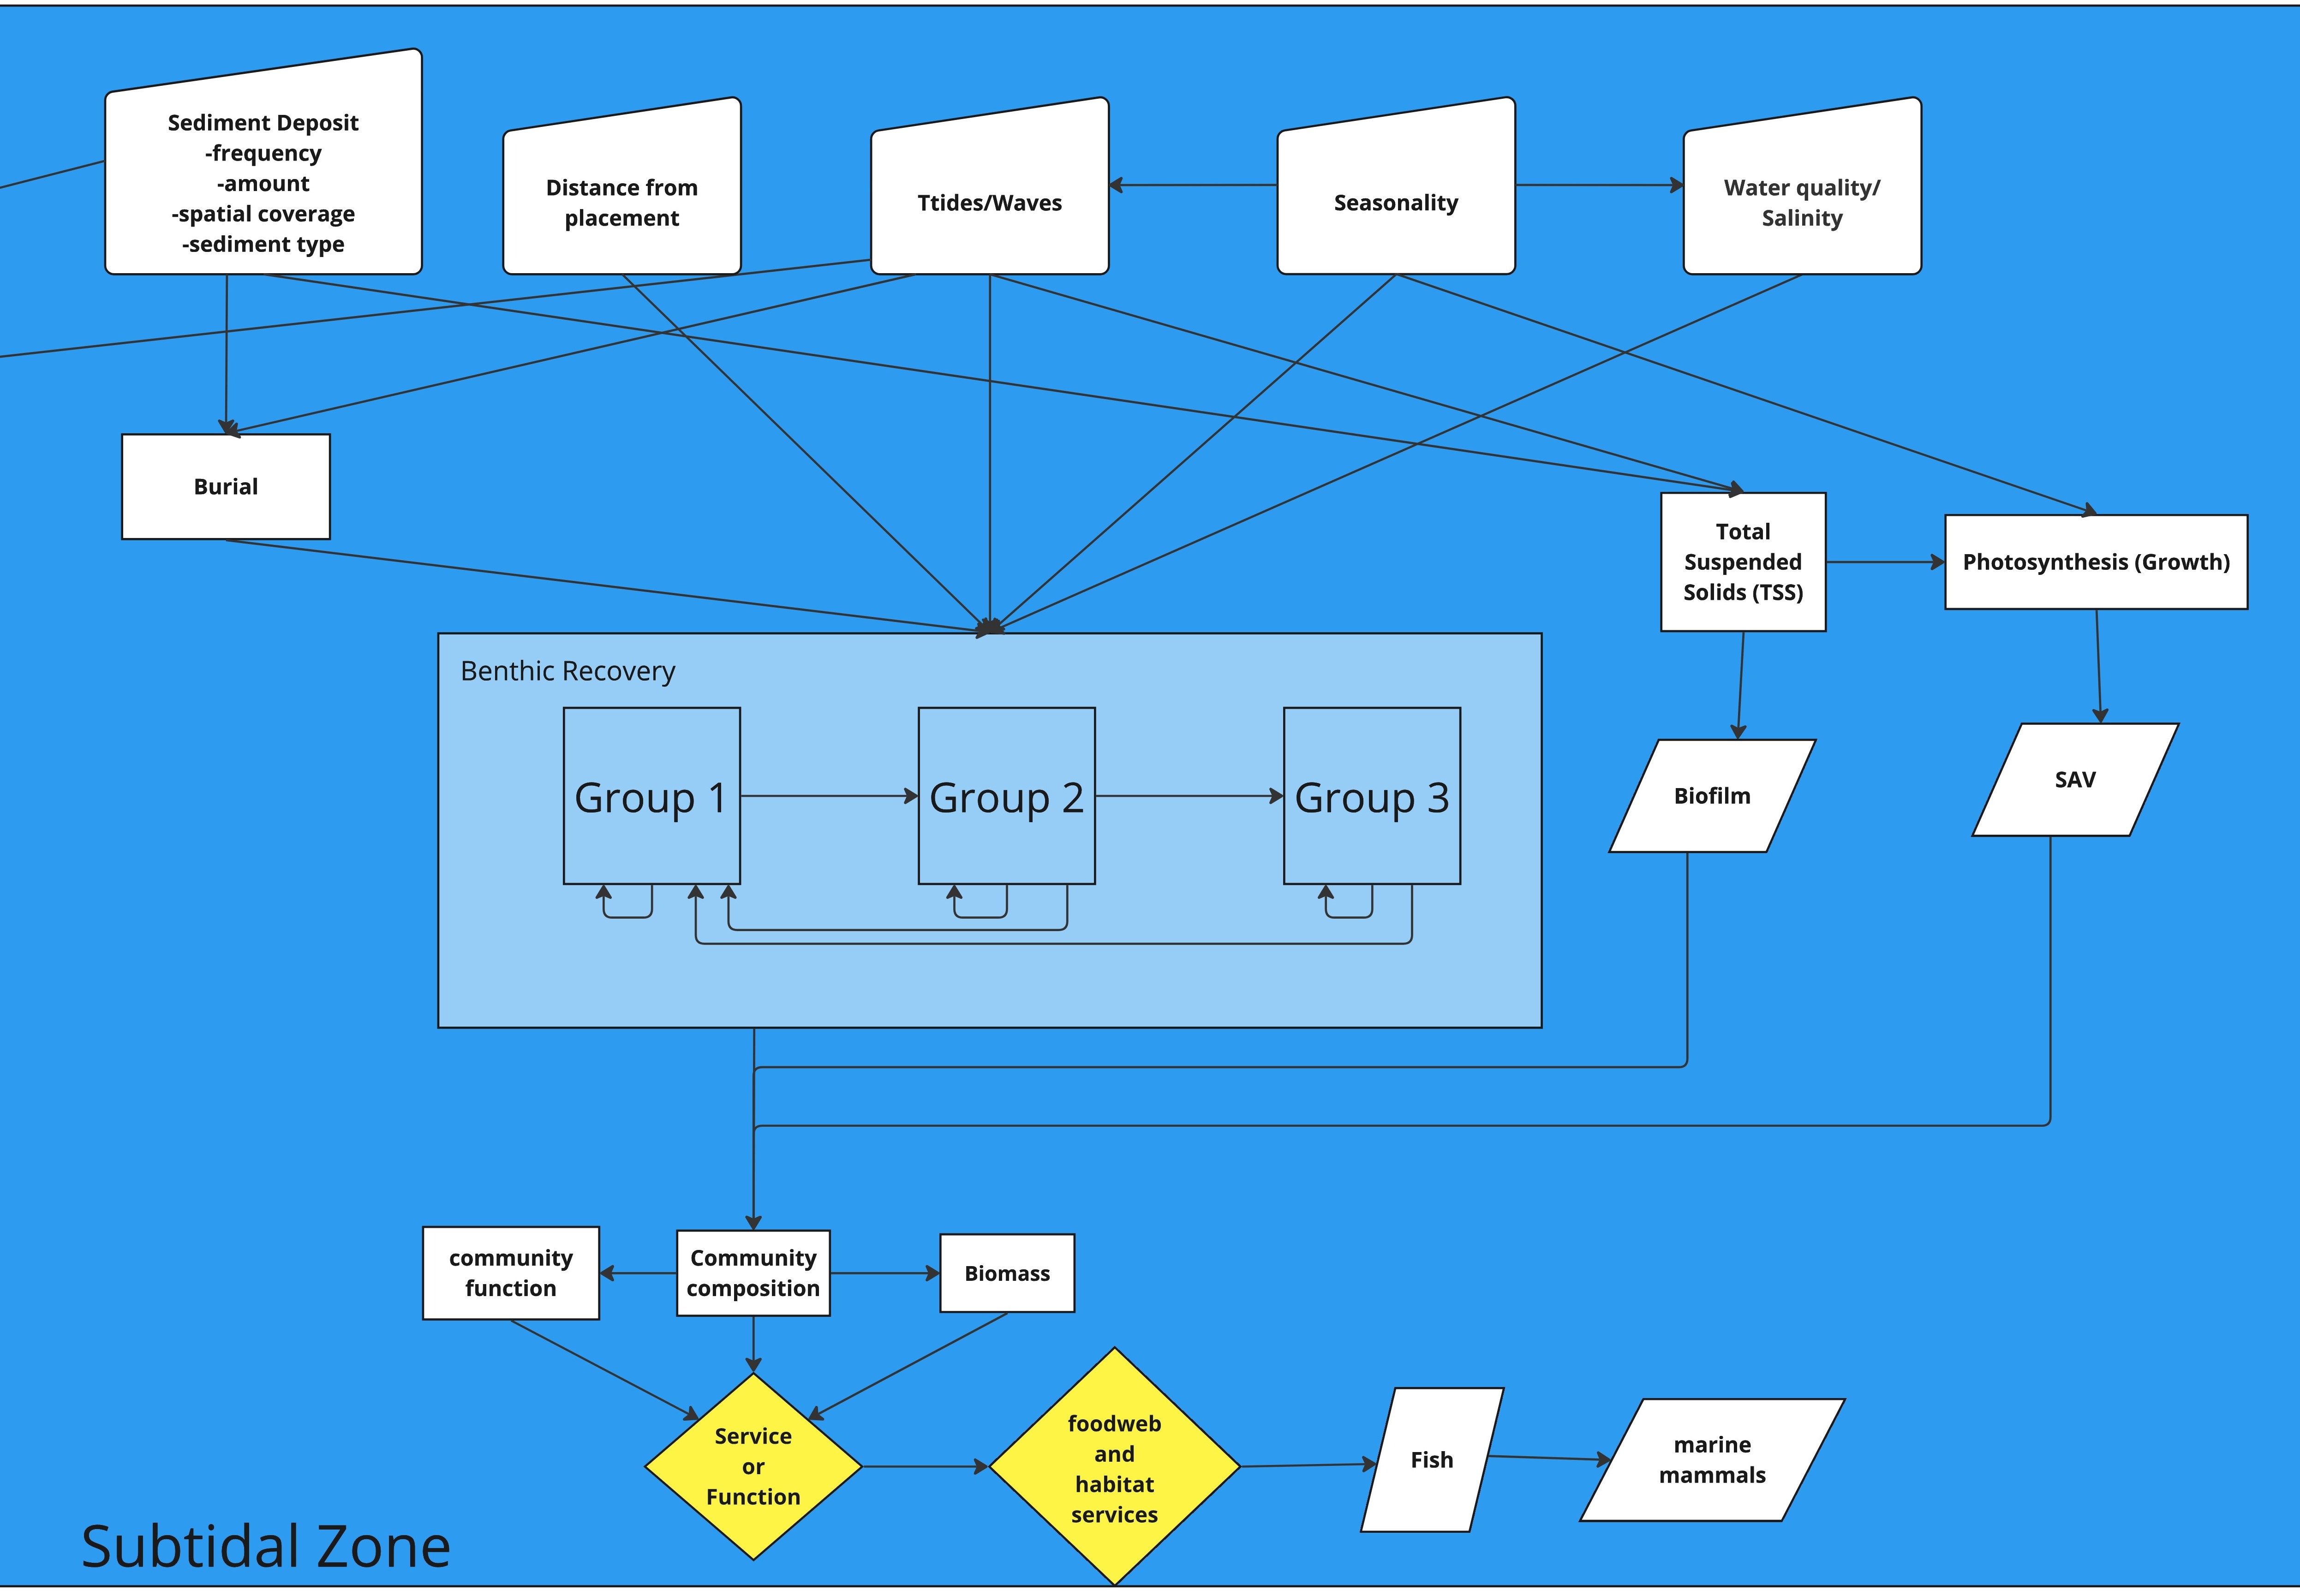 Sediment Deposit
-frequency
-amount
-spatial coverage
-sediment type
Distance from
placement
Ttides/Waves
Seasonality
Water quality/
Salinity
Burial
Total
Suspended
Solids (TSS)
Photosynthesis (Growth)
Benthic Recovery
Group 1
Group 2
Group 3
Biofilm
SAV
community
function
Community
composition
Biomass
Service
or
Function
foodweb
and
habitat
services
Fish
marine
mammals
Subtidal Zone